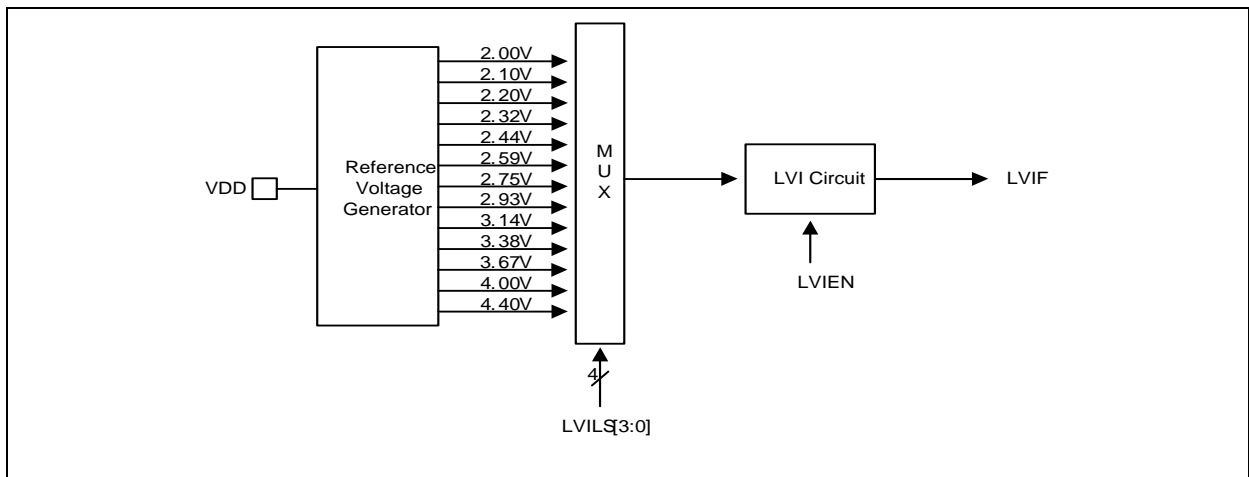 2.00V
2.10V
2.20V
2.32V
2.44V
2.59V
2.75V
2.93V
3.14V
3.38V
3.67V
4.00V
4.40V
VDD
Reference
Voltage
Generator
M
U
X
4
LVILS[3:0]
LVI Circuit
LVIEN
LVIF